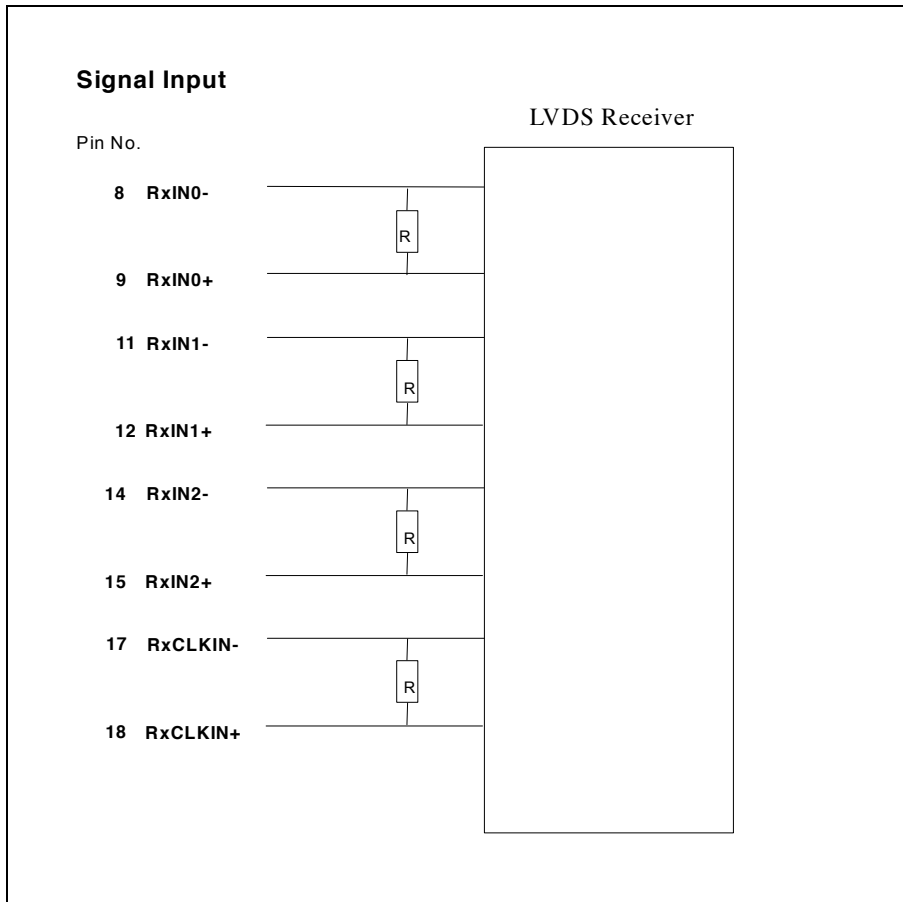 Signal Input
LVDS Receiver
Pin No.
8 RxIN0-
R
9 RxIN0+
11 RxIN1-
R
12 RxIN1+
14 RxIN2-
R
15 RxIN2+
17 RxCLKIN-
R
18 RxCLKIN+